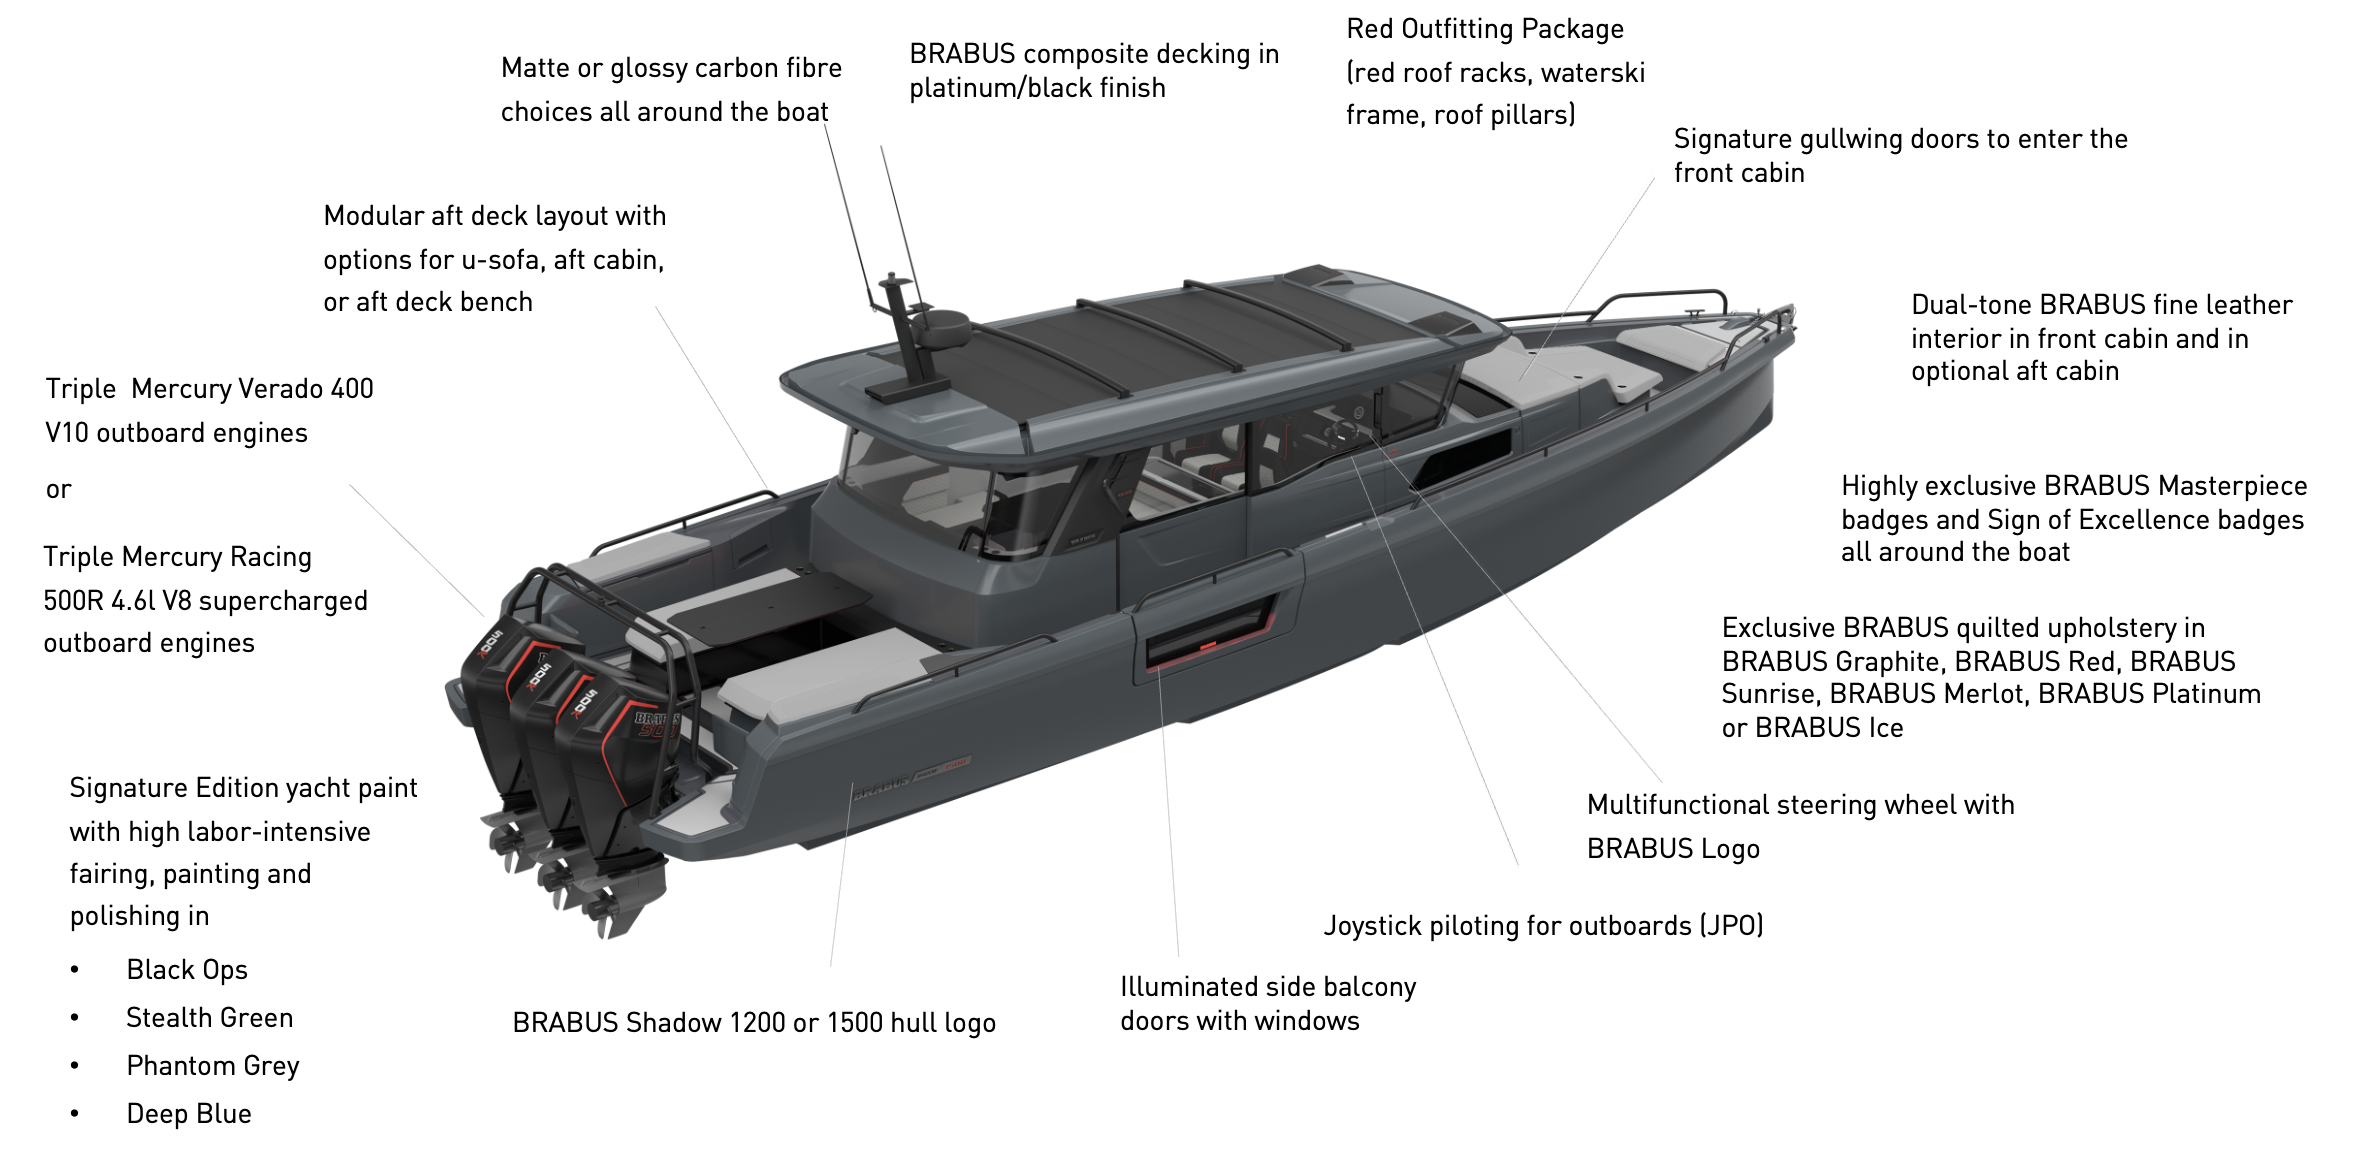 Red Outfitting Package
(red roof racks, waterski
frame, roof pillars)
BRABUS composite decking in
platinum/black finish
Matte or glossy carbon fibre
choices all around the boat
Signature gullwing doors to enter the
front cabin
Modular aft deck layout with
options for u-sofa, aft cabin,
or aft deck bench
Dual-tone BRABUS fine leather
interior in front cabin and in
optional aft cabin
Triple Mercury Verado 400
V10 outboard engines
or
Triple Mercury Racing
500R 4.6l V8 supercharged
outboard engines
Highly exclusive BRABUS Masterpiece
badges and Sign of Excellence badges
all around the boat
Exclusive BRABUS quilted upholstery in
BRABUS Graphite, BRABUS Red, BRABUS
Sunrise, BRABUS Merlot, BRABUS Platinum
or BRABUS Ice
500R
500R
500R
BRABUS
500
BRABUS
Signature Edition yacht paint
with high labor-intensive
fairing, painting and
polishing in
• Black Ops
• Stealth Green
• Phantom Grey
• Deep Blue
Multifunctional steering wheel with
BRABUS Logo
Joystick piloting for outboards (JPO)
Illuminated side balcony
doors with windows
BRABUS Shadow 1200 or 1500 hull logo